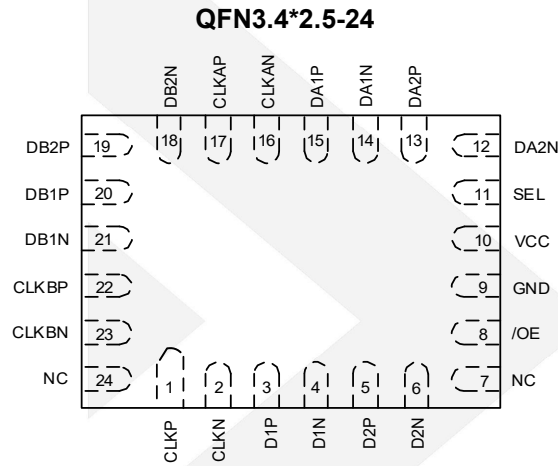 QFN3.4*2.5-24
DB2N
CLKAP
CLKAN
DA1P
DA1N
DA2P
18
17
16
15
14
13
DB2P 19
12 DA2N
DB1P 20
11 SEL
DB1N 21
10 VCC
CLKBP 22
9 GND
CLKBN 23
8 /OE
NC 24
7 NC
1
2
3
4
5
6
CLKP
CLKN
D1P
D1N
D2P
D2N